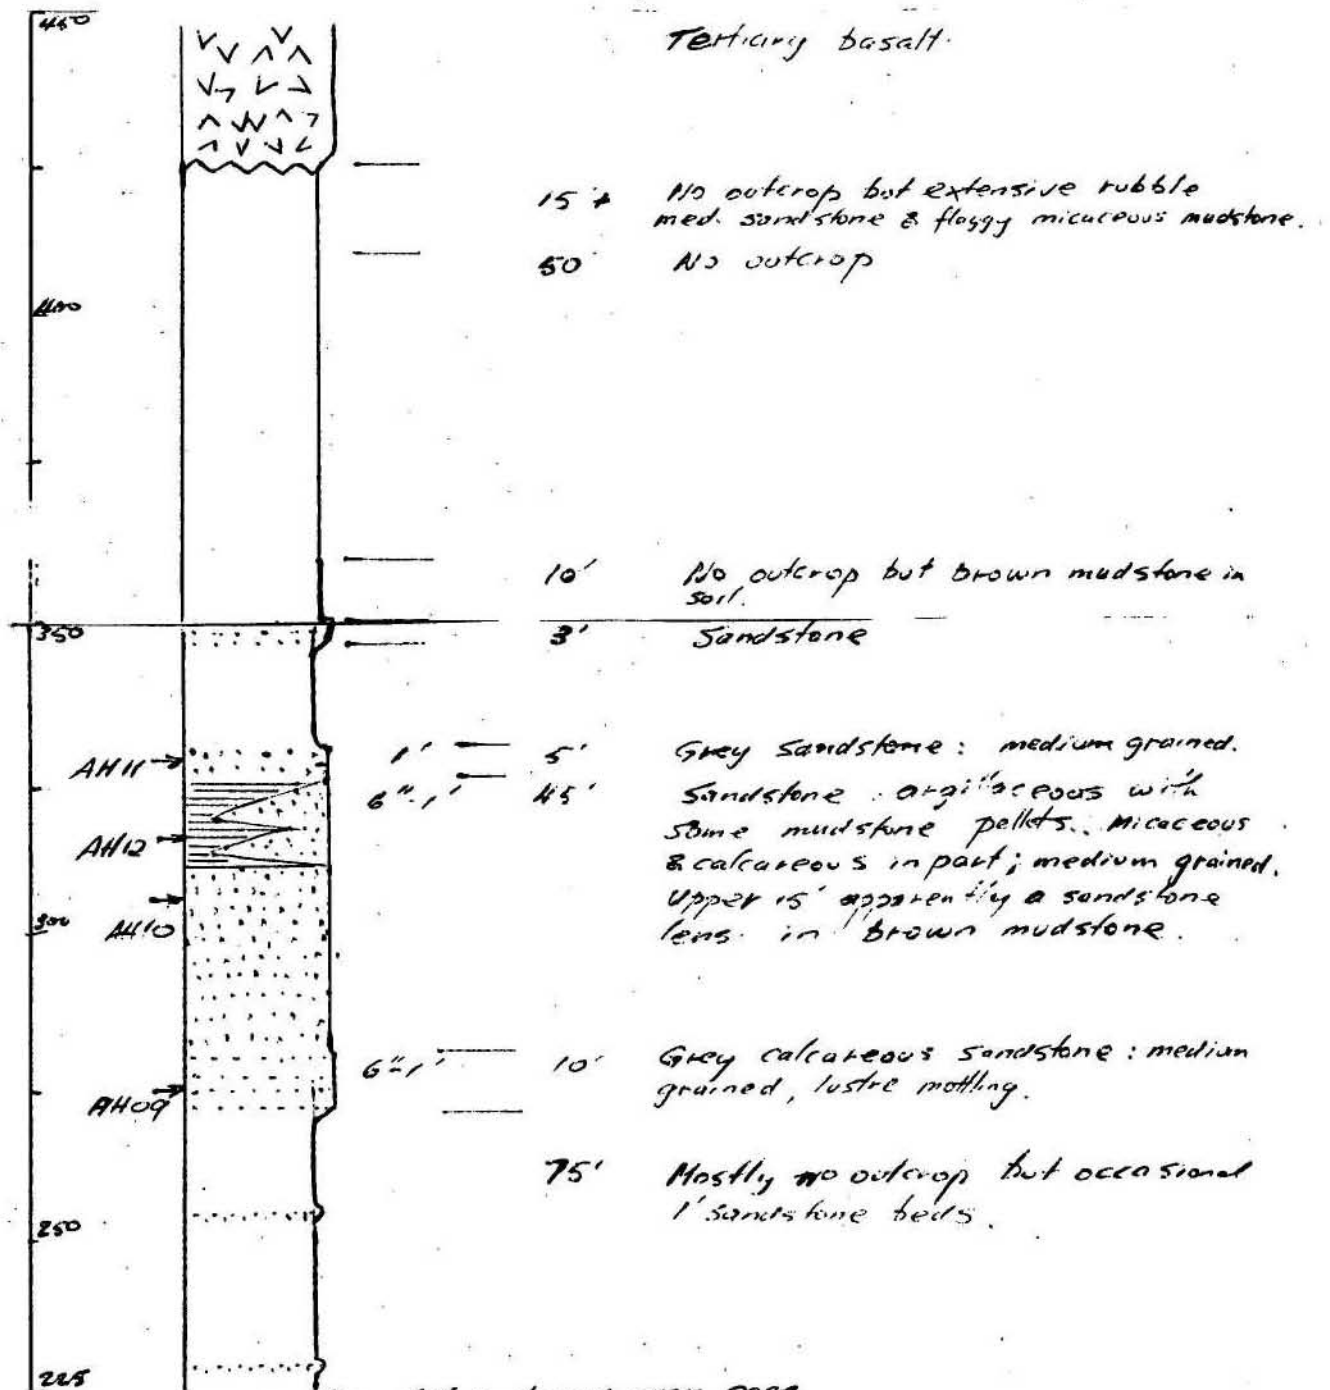 450
Tertiary basalt.
15'+ No outcrop but extensive rubble
med. sandstone & flaggy micaceous mudstone.
50' No outcrop
400
10' No outcrop but brown mudstone in
soil.
350
3' Sandstone
AH11 1' 5' Grey sandstone: medium grained.
6"-1' 45' Sandstone: argillaceous with
AH12 some mudstone pellets. Micaceous
& calcareous in part; medium grained.
Upper 15' apparently a sandstone
300 AH10 lens in brown mudstone.
6"-1' 10' Grey calcareous sandstone: medium
AH09 grained, lustre mottling.
75' Mostly no outcrop but occasional
1' sandstone beds.
250
225